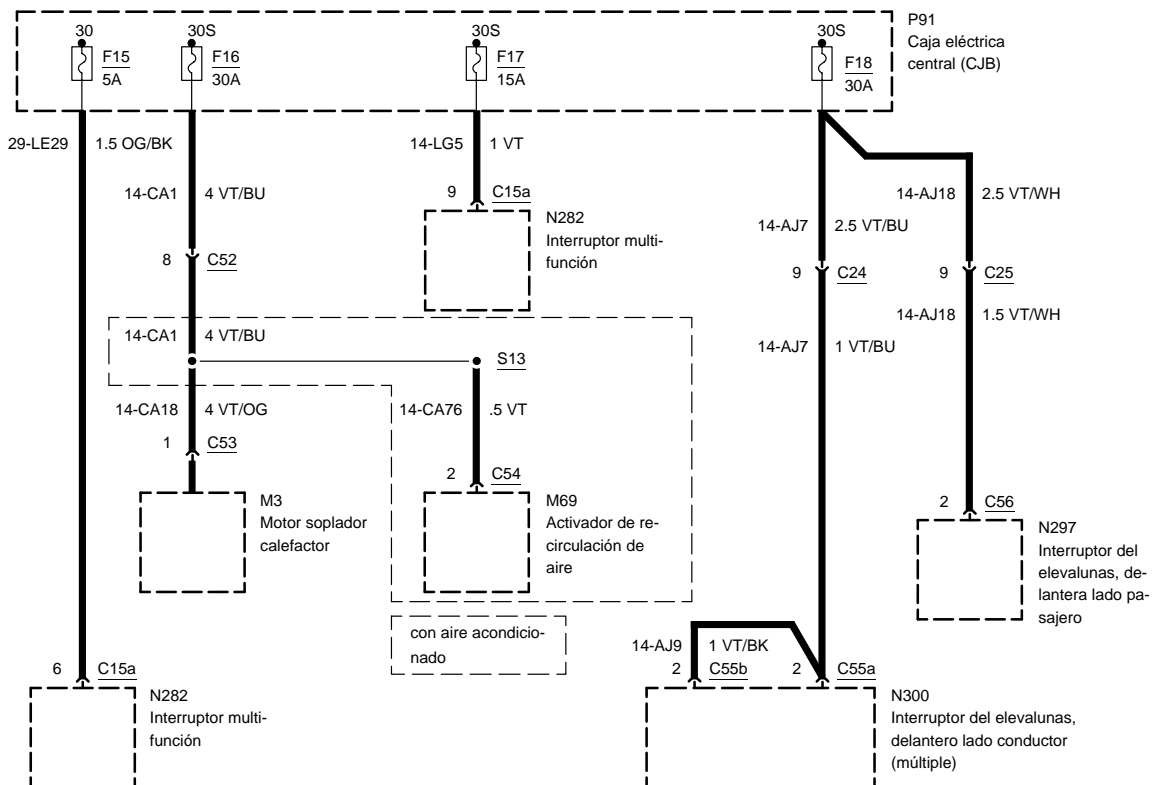 30
30S
30S
30S
F15
5A
F16
30A
F17
15A
F18
30A
P91
Caja eléctrica
central (CJB)
29-LE29
1.5 OG/BK
14-LG5
1 VT
14-CA1
4 VT/BU
9
C15a
14-AJ18
2.5 VT/WH
N282
Interruptor multi-
función
14-AJ7
2.5 VT/BU
8
C52
9
C24
9
C25
14-AJ18
1.5 VT/WH
14-CA1
4 VT/BU
14-AJ7
1 VT/BU
S13
14-CA18
4 VT/OG
14-CA76
.5 VT
1
C53
2
C54
M3
Motor soplador
calefactor
M69
Activador de re-
circulación de
aire
2
C56
N297
Interruptor del
elevalunas, de-
lantera lado pa-
sajero
con aire acondicio-
nado
14-AJ9
1 VT/BK
6
C15a
2
C55b
2
C55a
N282
Interruptor multi-
función
N300
Interruptor del elevalunas,
delantero lado conductor
(múltiple)